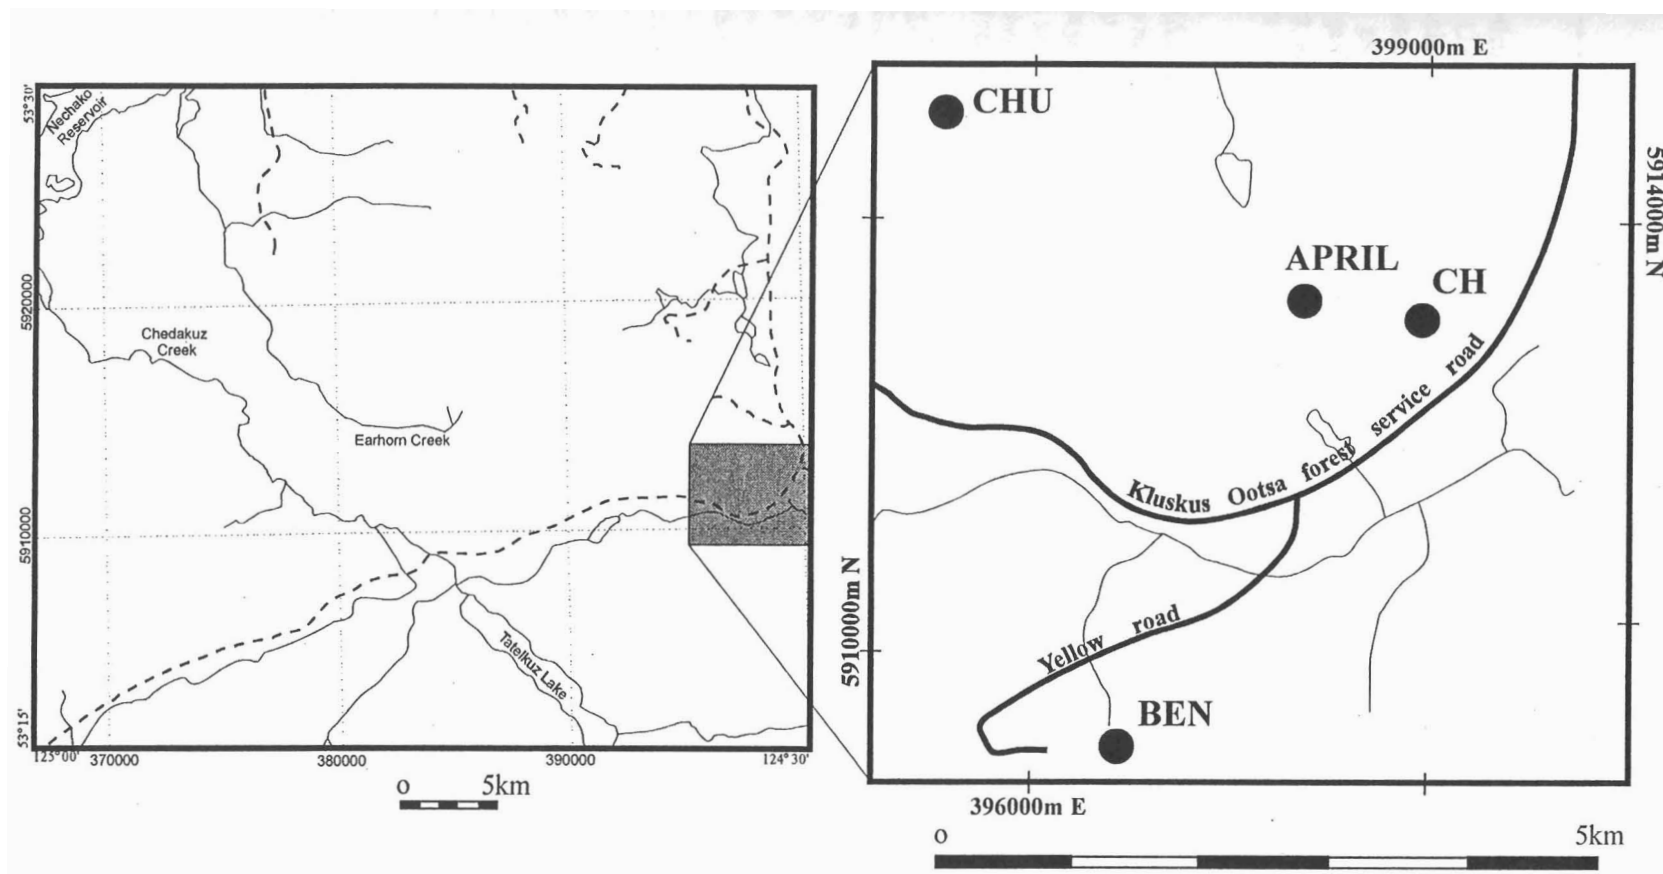 399000m E
53°30'
Nechako
Reservoir
CHU
5914000m N
APRIL
CH
5920000
Chedakuz
Creek
Earhorn Creek
Kluskus Ootsa forest service road
5910000
5910000m N
Yellow road
Tatelkuz Lake
BEN
53°15'
125°00'
370000
380000
390000
124°30'
396000m E
o 5km
o 5km